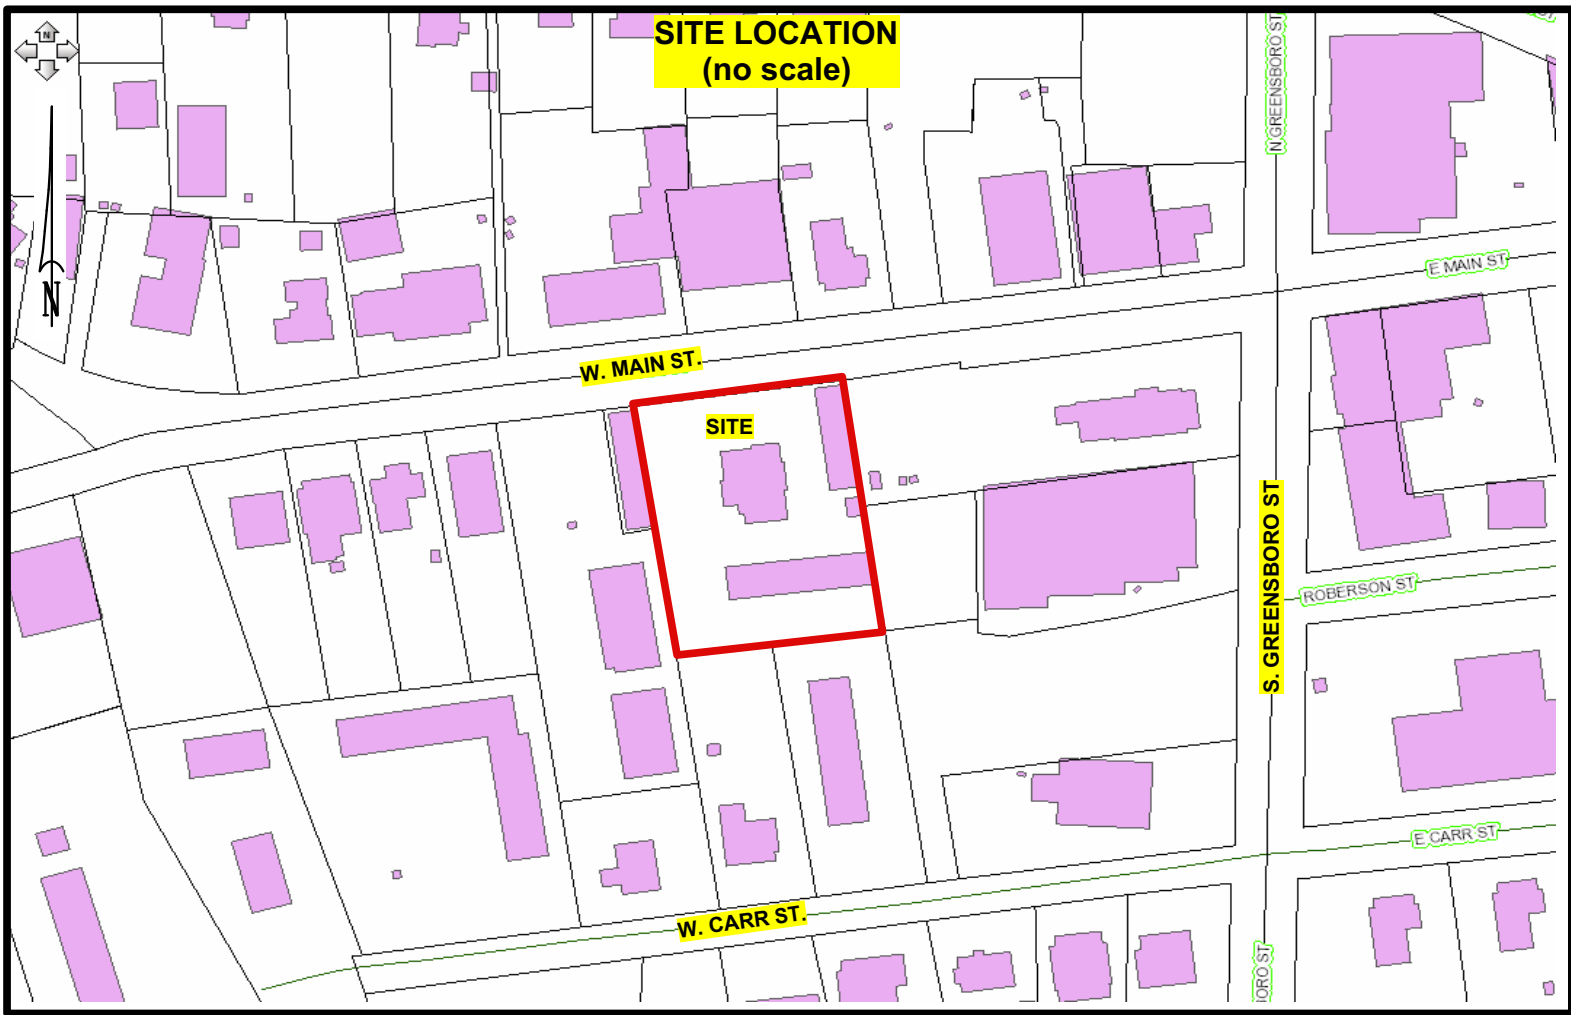 SITE LOCATION
(no scale)
N
N
N GREENSBORO ST
E MAIN ST
W. MAIN ST.
SITE
S. GREENSBORO ST
ROBERSON ST
E CARR ST
W. CARR ST.
BORO ST